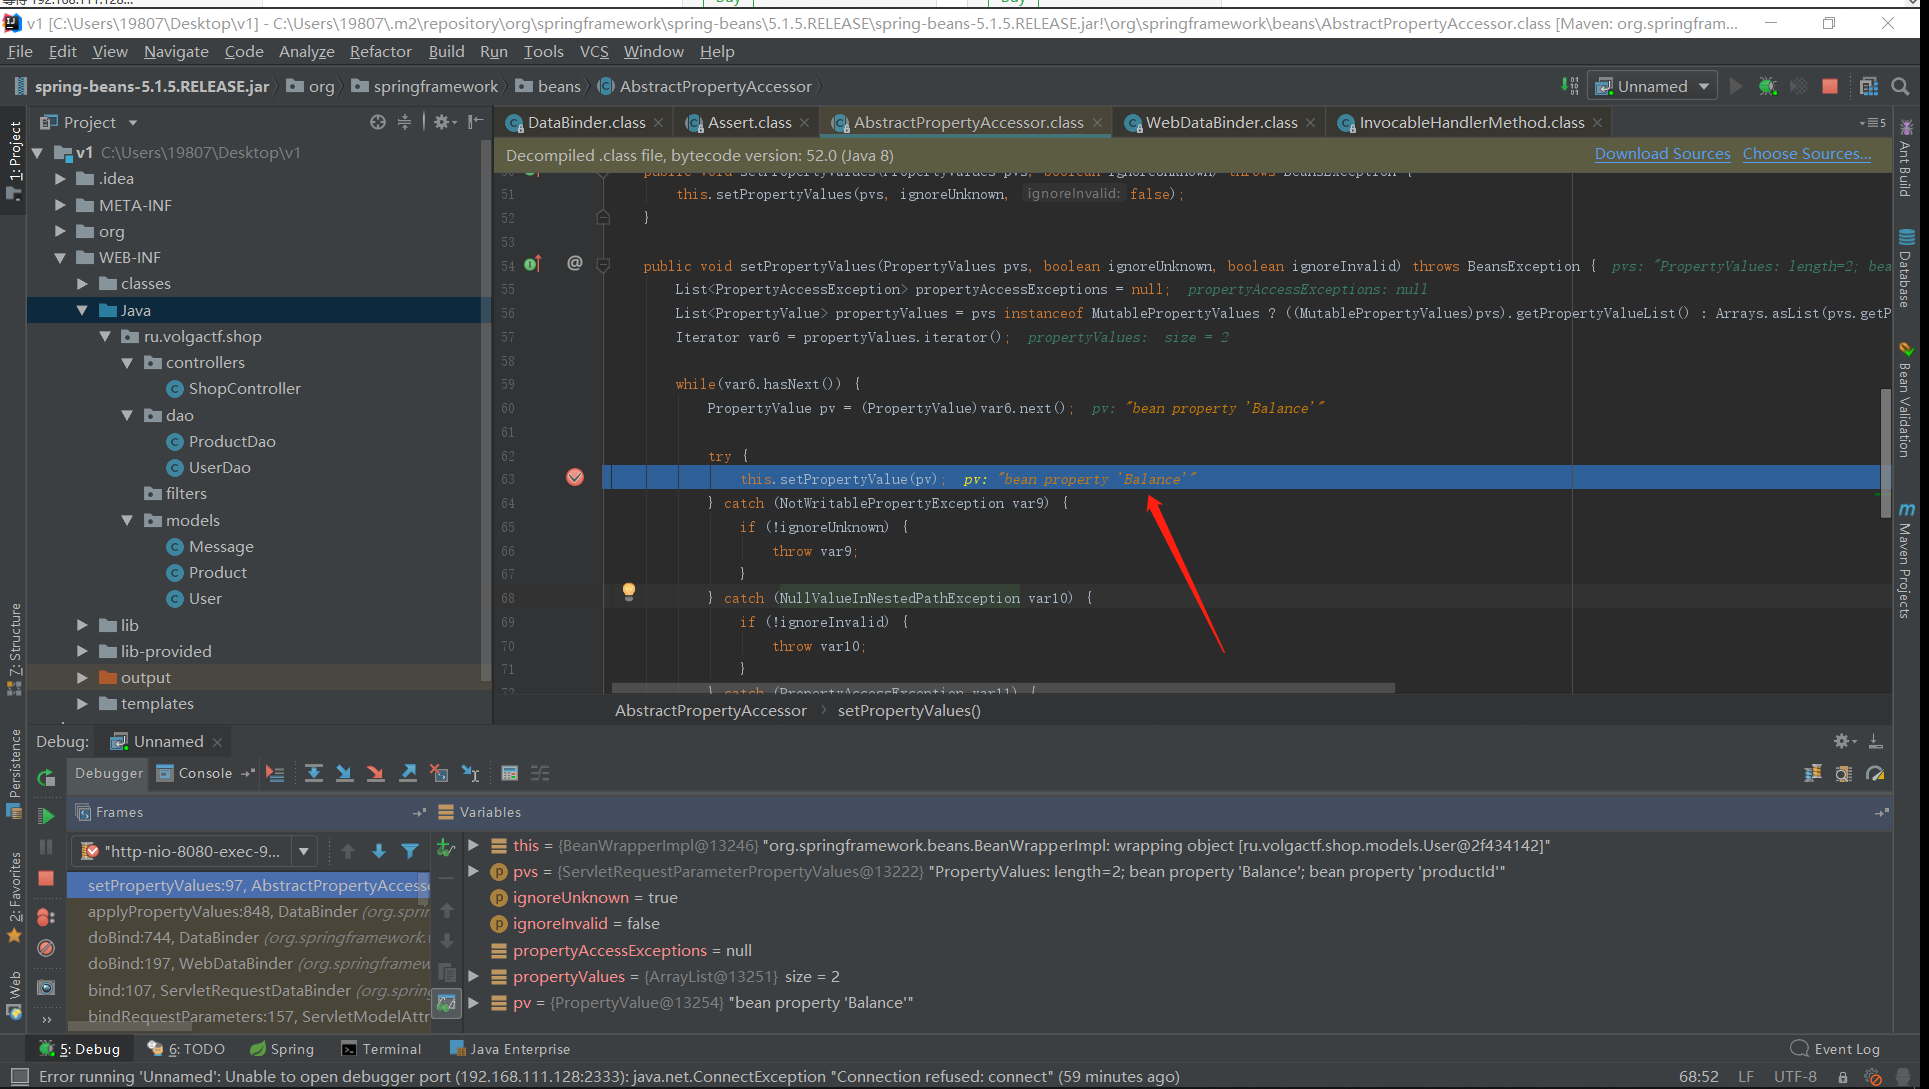 v1 [C:\Users\19807\Desktop\v1] - C:\Users\19807\.m2\repository\org\springframework\spring-beans\5.1.5.RELEASE\spring-beans-5.1.5.RELEASE.jar!\org\springframework\beans\AbstractPropertyAccessor.class [Maven: org.springfram...
File Edit View Navigate Code Analyze Refactor Build Run Tools VCS Window Help
spring-beans-5.1.5.RELEASE.jar org springframework beans AbstractPropertyAccessor Unnamed
Project
DataBinder.class Assert.class AbstractPropertyAccessor.class WebDataBinder.class InvocableHandlerMethod.class 5
Decompiled .class file, bytecode version: 52.0 (Java 8) Download Sources Choose Sources...
1: Project
Z: Structure
Persistence
2: Favorites
Web
v1 C:\Users\19807\Desktop\v1
.idea
META-INF
org
WEB-INF
classes
Java
ru.volgactf.shop
controllers
ShopController
dao
ProductDao
UserDao
filters
models
Message
Product
User
lib
lib-provided
output
templates
public void setPropertyValues(PropertyValues pvs, boolean ignoreUnknown) throws BeansException {
51 this.setPropertyValues(pvs, ignoreUnknown, ignoreInvalid: false);
52 }
53
54 @ public void setPropertyValues(PropertyValues pvs, boolean ignoreUnknown, boolean ignoreInvalid) throws BeansException { pvs: "PropertyValues: length=2; bea
55 List<PropertyAccessException> propertyAccessExceptions = null; propertyAccessExceptions: null
56 List<PropertyValue> propertyValues = pvs instanceof MutablePropertyValues ? ((MutablePropertyValues)pvs).getPropertyValueList() : Arrays.asList(pvs.getP
57 Iterator var6 = propertyValues.iterator(); propertyValues: size = 2
58
59 while(var6.hasNext()) {
60 PropertyValue pv = (PropertyValue)var6.next(); pv: "bean property 'Balance'"
61
62 try {
63 this.setPropertyValue(pv); pv: "bean property 'Balance'"
64 } catch (NotWritablePropertyException var9) {
65 if (!ignoreUnknown) {
66 throw var9;
67 }
68 } catch (NullValueInNestedPathException var10) {
69 if (!ignoreInvalid) {
70 throw var10;
71 }
72 } catch (PropertyAccessException var11) {
AbstractPropertyAccessor setPropertyValues()
Ant Build
Database
Bean Validation
Maven Projects
Debug: Unnamed
Debugger Console
Frames
"http-nio-8080-exec-9...
setPropertyValues:97, AbstractPropertyAccess
applyPropertyValues:848, DataBinder (org.spri
doBind:744, DataBinder (org.springframework.
doBind:197, WebDataBinder (org.springframew
bind:107, ServletRequestDataBinder (org.sprin
bindRequestParameters:157, ServletModelAttr
Variables
this = {BeanWrapperImpl@13246} "org.springframework.beans.BeanWrapperImpl: wrapping object [ru.volgactf.shop.models.User@2f434142]"
pvs = {ServletRequestParameterPropertyValues@13222} "PropertyValues: length=2; bean property 'Balance'; bean property 'productId'"
ignoreUnknown = true
ignoreInvalid = false
propertyAccessExceptions = null
propertyValues = {ArrayList@13251} size = 2
pv = {PropertyValue@13254} "bean property 'Balance'"
5: Debug 6: TODO Spring Terminal Java Enterprise Event Log
Error running 'Unnamed': Unable to open debugger port (192.168.111.128:2333): java.net.ConnectException "Connection refused: connect" (59 minutes ago) 68:52 LF UTF-8